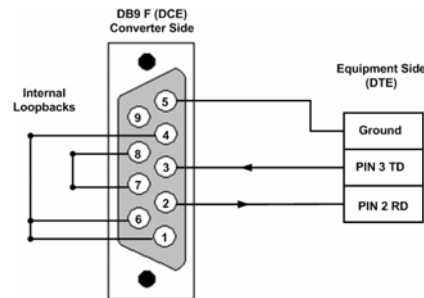 DB9 F (DCE)
Converter Side
Internal
Loopbacks
Equipment Side
(DTE)
5
9
4
8
3
7
2
6
1
Ground
PIN 3 TD
PIN 2 RD